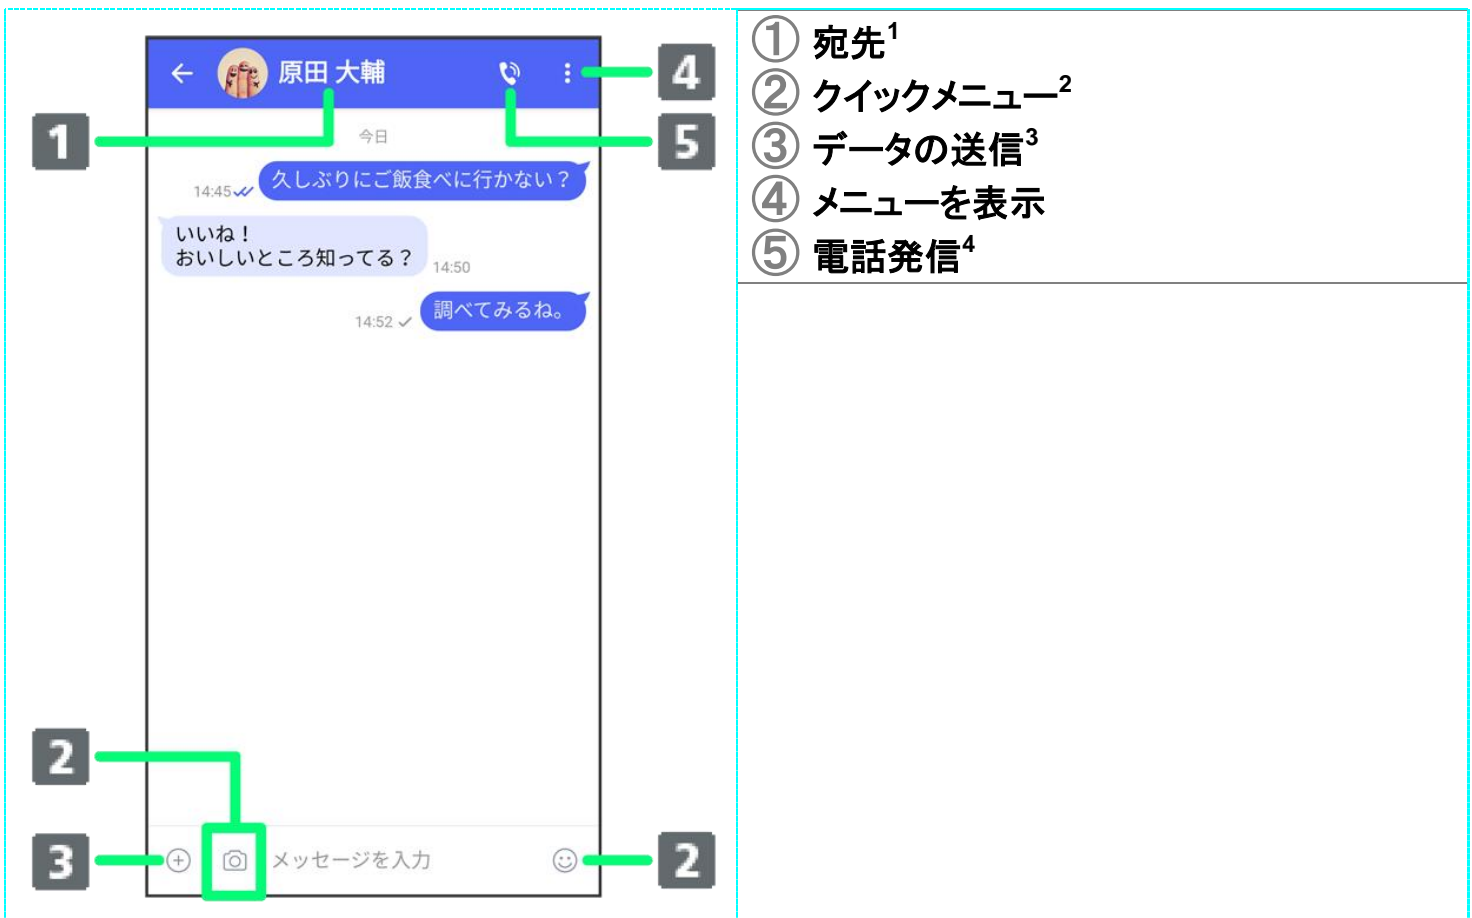 原田 大輔
4
1
5
今日
久しぶりにご飯食べに行かない？
14:45
いいね！
おいしいところ知ってる？
14:50
調べてみるね。
14:52
2
3
メッセージを入力
2
① 宛先1
② クイックメニュー2
③ データの送信3
④ メニューを表示
⑤ 電話発信4